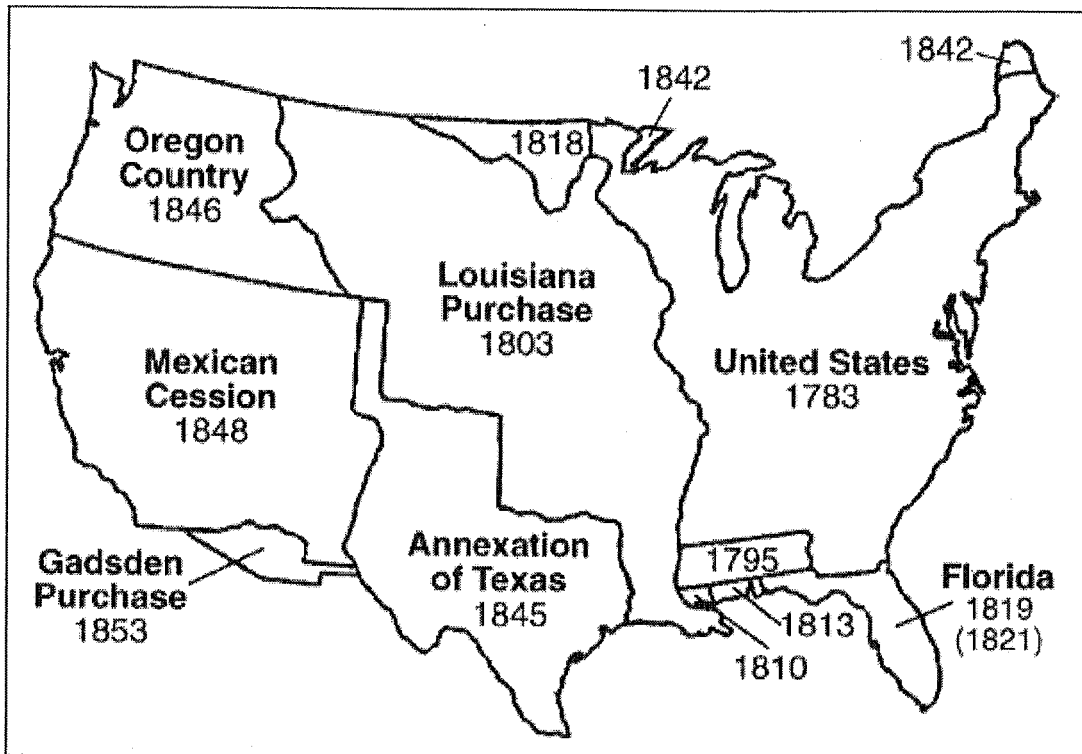 1842
1842
1818
Oregon
Country
1846
Louisiana
Purchase
1803
United States
1783
Mexican
Cession
1848
Gadsden
Purchase
1853
Annexation
of Texas
1845
1795
1813
1810
Florida
1819
(1821)